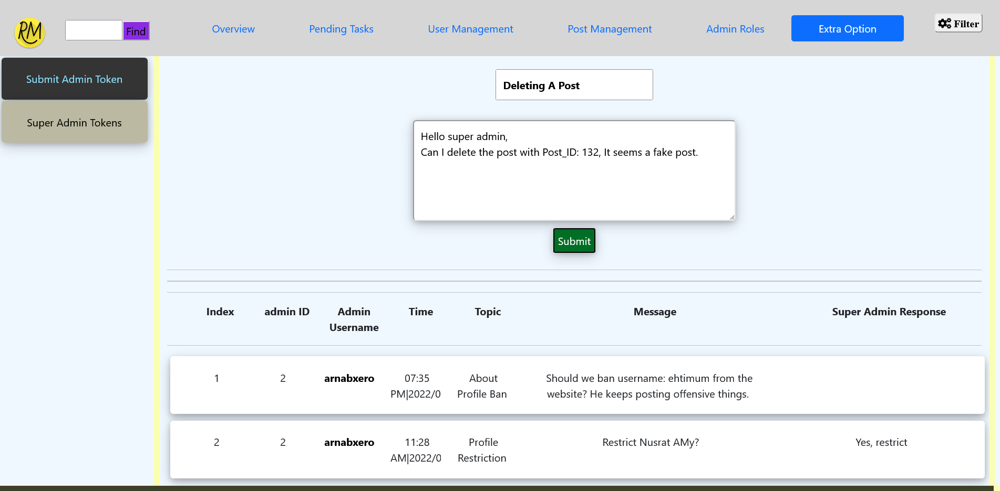 RM
Find
Overview
Pending Tasks
User Management
Post Management
Admin Roles
Extra Option
Filter
Submit Admin Token
Super Admin Tokens
Deleting A Post
Hello super admin,
Can I delete the post with Post_ID: 132, It seems a fake post.
Submit
Index admin ID Admin Time Topic Message Super Admin Response
Username
1 2 arnabxero 07:35 About Should we ban username: ehtimum from the
PM|2022/0 Profile Ban website? He keeps posting offensive things.
2 2 arnabxero 11:28 Profile Restrict Nusrat AMy? Yes, restrict
AM|2022/0 Restriction